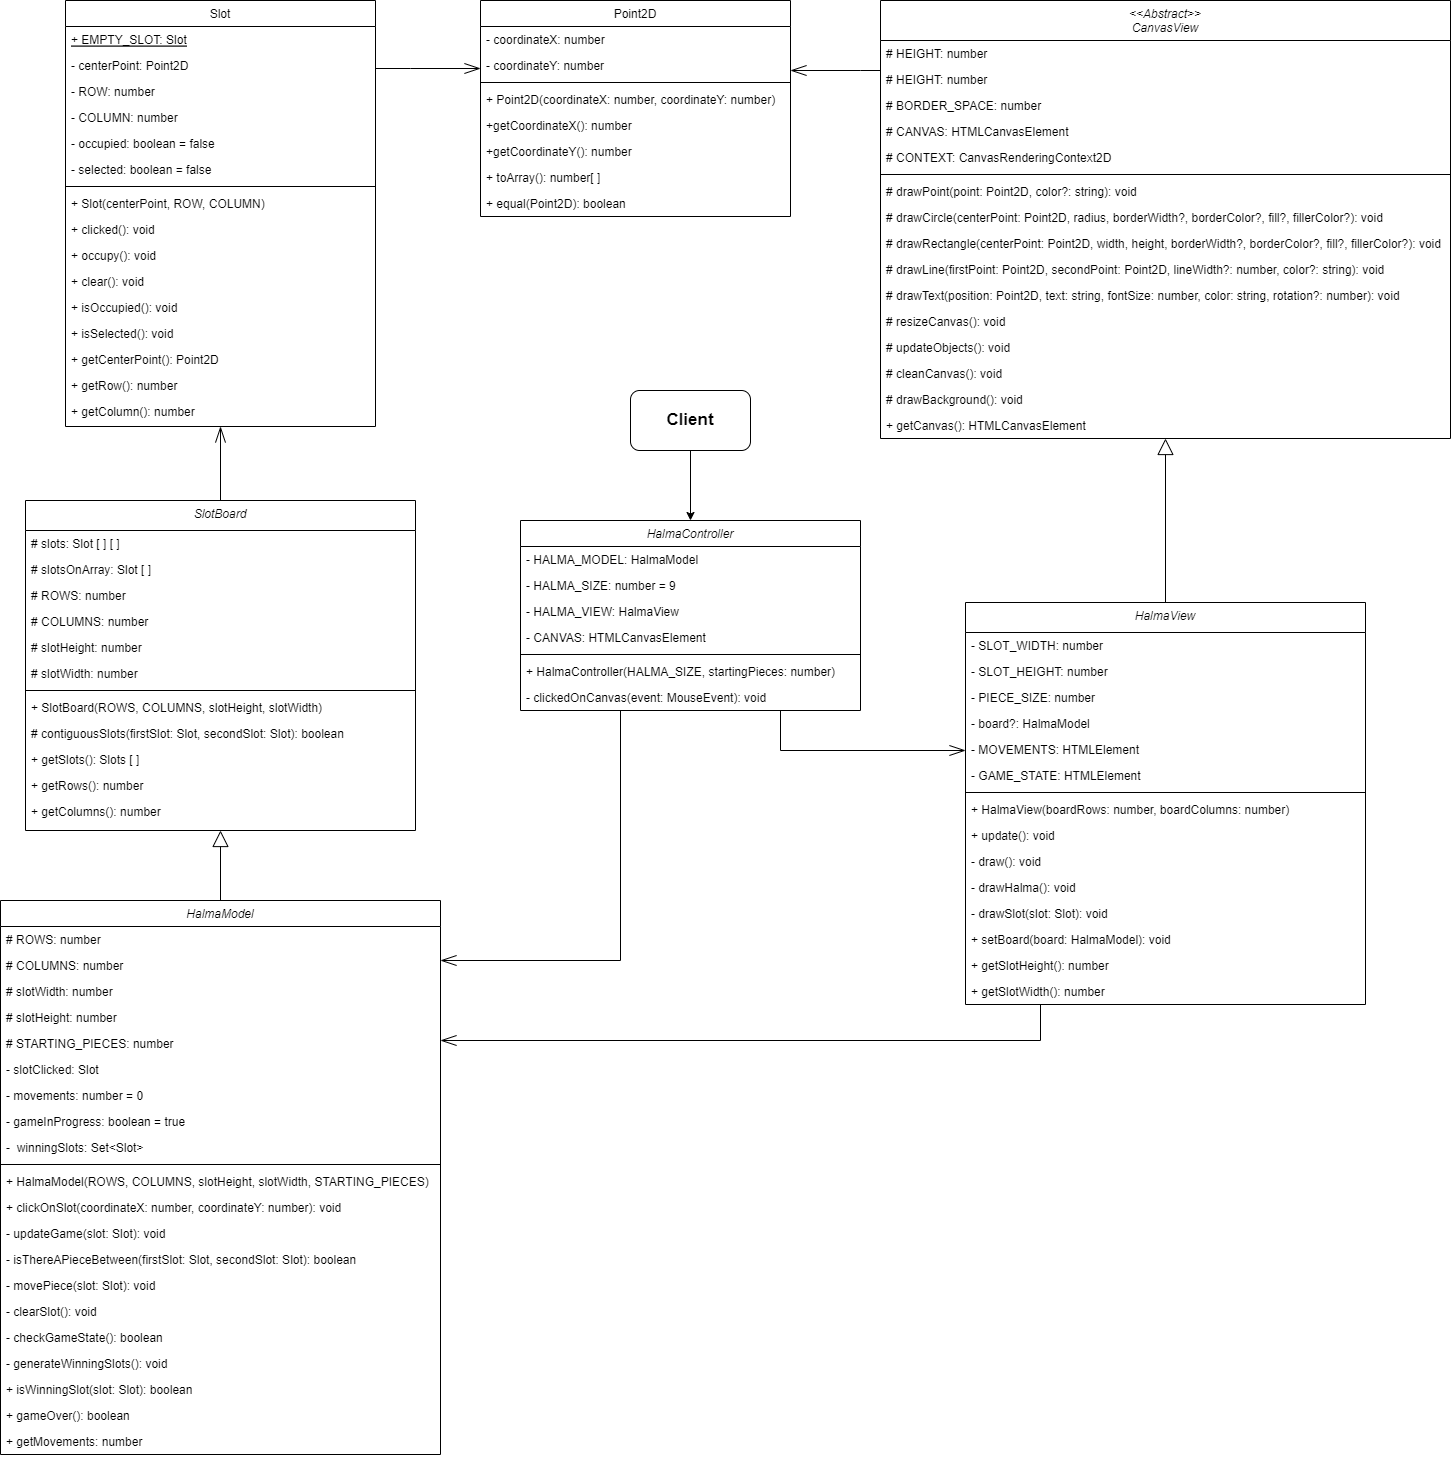 Slot
+ EMPTY_SLOT: Slot
- centerPoint: Point2D
- ROW: number
- COLUMN: number
- occupied: boolean = false
- selected: boolean = false
+ Slot(centerPoint, ROW, COLUMN)
+ clicked(): void
+ occupy(): void
+ clear(): void
+ isOccupied(): void
+ isSelected(): void
+ getCenterPoint(): Point2D
+ getRow(): number
+ getColumn(): number
Point2D
- coordinateX: number
- coordinateY: number
+ Point2D(coordinateX: number, coordinateY: number)
+getCoordinateX(): number
+getCoordinateY(): number
+ toArray(): number[ ]
+ equal(Point2D): boolean
<<Abstract>>
CanvasView
# HEIGHT: number
# HEIGHT: number
# BORDER_SPACE: number
# CANVAS: HTMLCanvasElement
# CONTEXT: CanvasRenderingContext2D
# drawPoint(point: Point2D, color?: string): void
# drawCircle(centerPoint: Point2D, radius, borderWidth?, borderColor?, fill?, fillerColor?): void
# drawRectangle(centerPoint: Point2D, width, height, borderWidth?, borderColor?, fill?, fillerColor?): void
# drawLine(firstPoint: Point2D, secondPoint: Point2D, lineWidth?: number, color?: string): void
# drawText(position: Point2D, text: string, fontSize: number, color: string, rotation?: number): void
# resizeCanvas(): void
# updateObjects(): void
# cleanCanvas(): void
# drawBackground(): void
+ getCanvas(): HTMLCanvasElement
Client
SlotBoard
# slots: Slot [ ] [ ]
# slotsOnArray: Slot [ ]
# ROWS: number
# COLUMNS: number
# slotHeight: number
# slotWidth: number
+ SlotBoard(ROWS, COLUMNS, slotHeight, slotWidth)
# contiguousSlots(firstSlot: Slot, secondSlot: Slot): boolean
+ getSlots(): Slots [ ]
+ getRows(): number
+ getColumns(): number
HalmaController
- HALMA_MODEL: HalmaModel
- HALMA_SIZE: number = 9
- HALMA_VIEW: HalmaView
- CANVAS: HTMLCanvasElement
+ HalmaController(HALMA_SIZE, startingPieces: number)
- clickedOnCanvas(event: MouseEvent): void
HalmaView
- SLOT_WIDTH: number
- SLOT_HEIGHT: number
- PIECE_SIZE: number
- board?: HalmaModel
- MOVEMENTS: HTMLElement
- GAME_STATE: HTMLElement
+ HalmaView(boardRows: number, boardColumns: number)
+ update(): void
- draw(): void
- drawHalma(): void
- drawSlot(slot: Slot): void
+ setBoard(board: HalmaModel): void
+ getSlotHeight(): number
+ getSlotWidth(): number
HalmaModel
# ROWS: number
# COLUMNS: number
# slotWidth: number
# slotHeight: number
# STARTING_PIECES: number
- slotClicked: Slot
- movements: number = 0
- gameInProgress: boolean = true
- winningSlots: Set<Slot>
+ HalmaModel(ROWS, COLUMNS, slotHeight, slotWidth, STARTING_PIECES)
+ clickOnSlot(coordinateX: number, coordinateY: number): void
- updateGame(slot: Slot): void
- isThereAPieceBetween(firstSlot: Slot, secondSlot: Slot): boolean
- movePiece(slot: Slot): void
- clearSlot(): void
- checkGameState(): boolean
- generateWinningSlots(): void
+ isWinningSlot(slot: Slot): boolean
+ gameOver(): boolean
+ getMovements: number